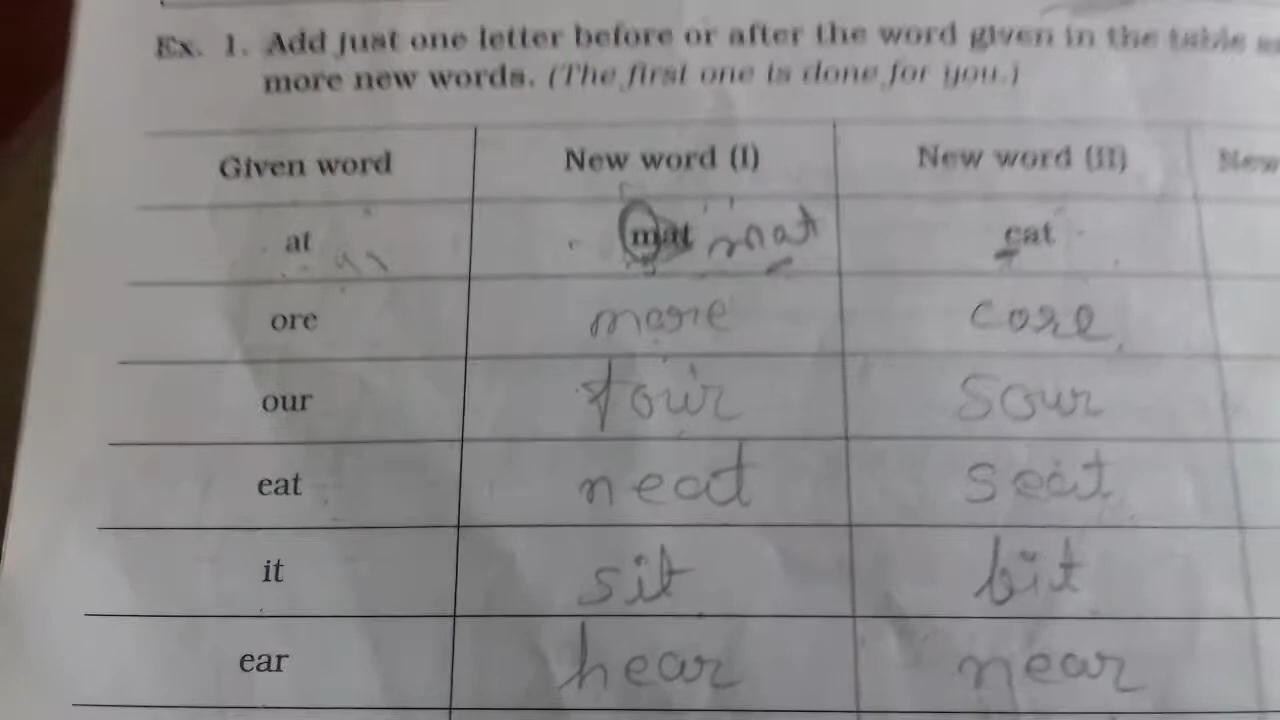 Ex. 1. Add just one letter before or after the word given in the table
more new words. (The first one is done for you.)
Given word New word (I) New word (II) New
at mat mat cat
ore more core
our four sour
eat neat seat
it sit bit
ear hear near